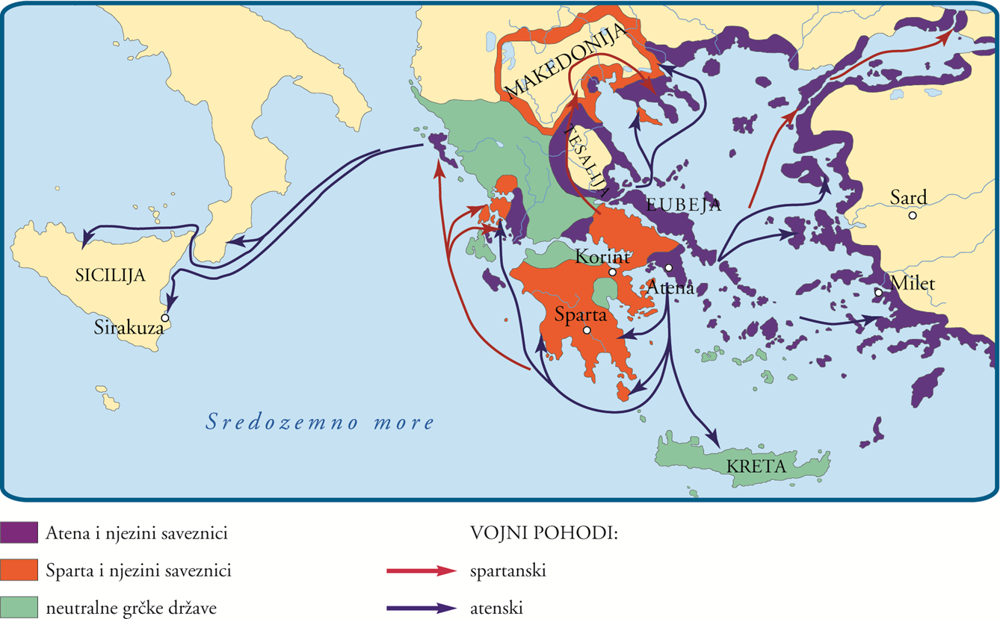 MAKEDONIJA
TESALIJA
EUBEJA
Sard
Korint
SICILIJA
Atena
Milet
Sparta
Sirakuza
Sredozemno more
KRETA
Atena i njezini saveznici
VOJNI POHODI:
Sparta i njezini saveznici
spartanski
neutralne grčke države
atenski